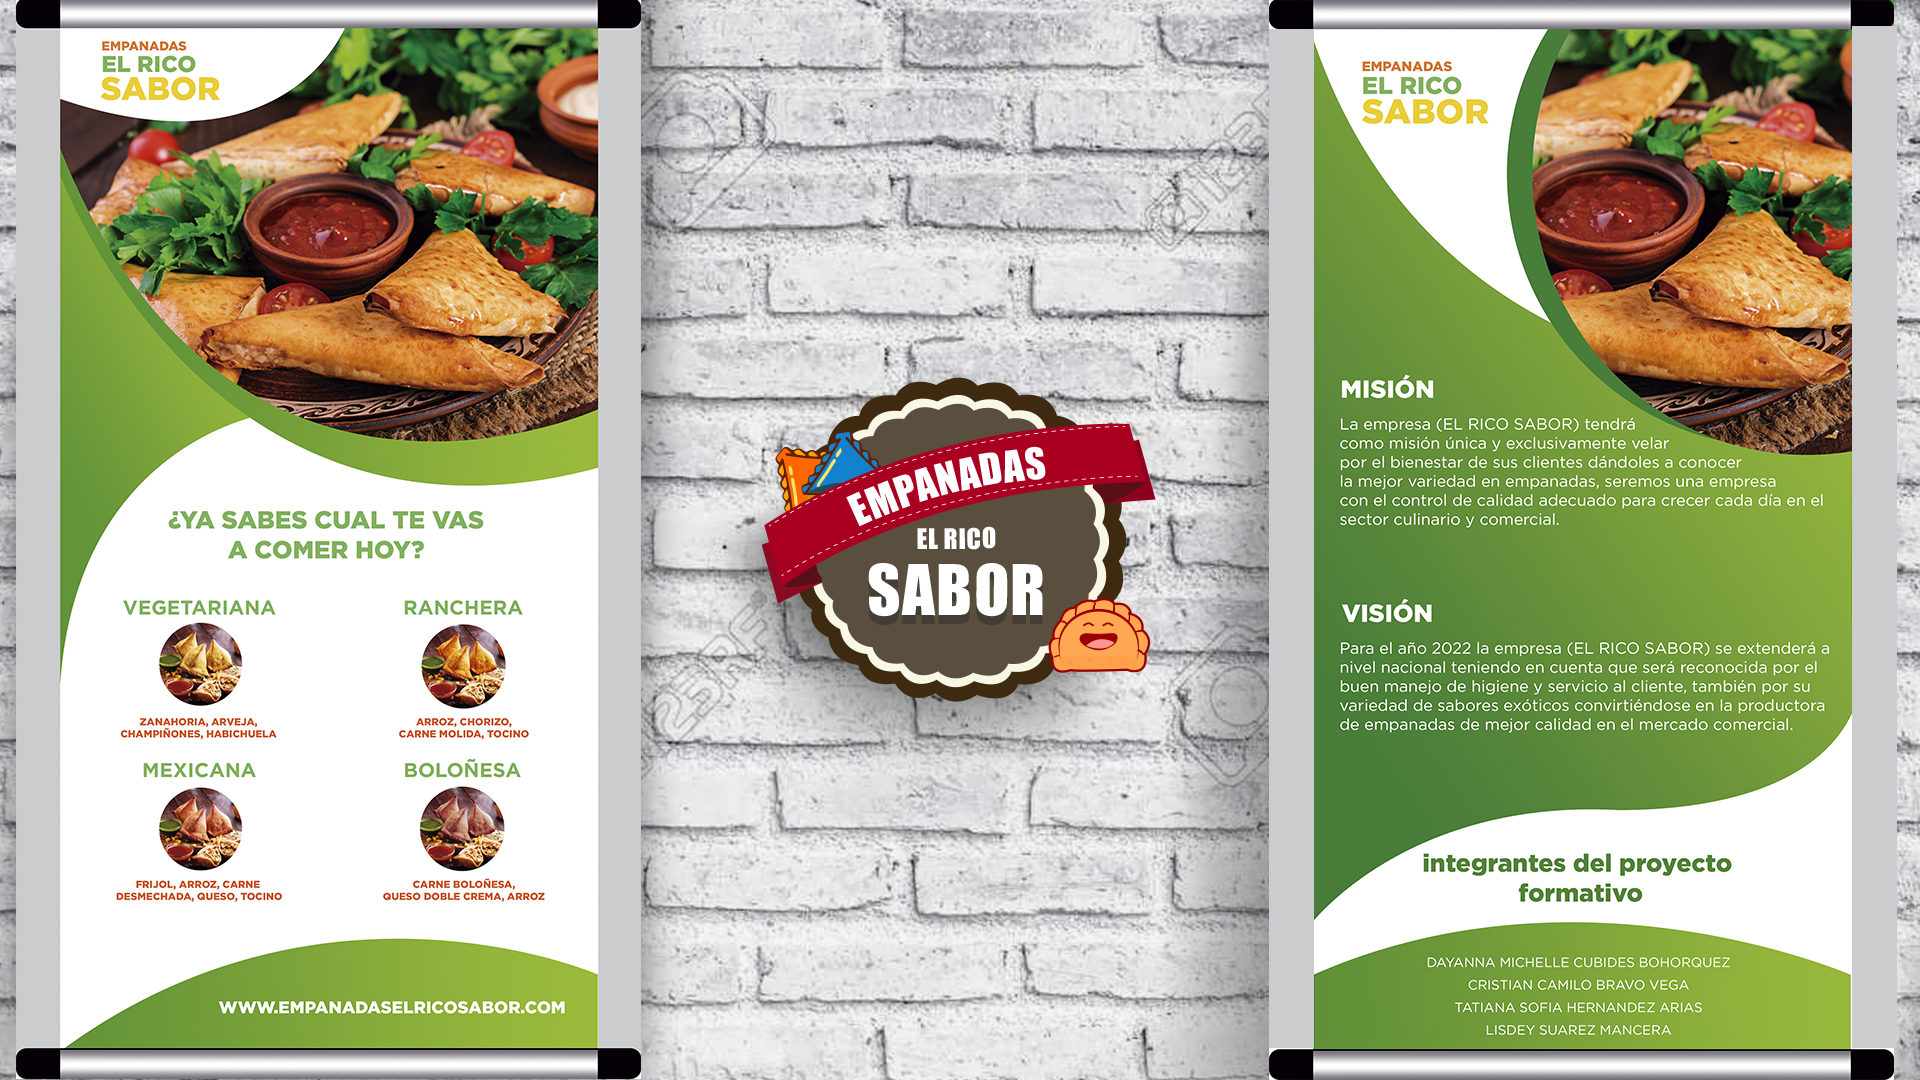 EMPANADAS
EL RICO
SABOR
¿YA SABES CUAL TE VAS
A COMER HOY?
VEGETARIANA
ZANAHORIA, ARVEJA,
CHAMPIÑONES, HABICHUELA
RANCHERA
ARROZ, CHORIZO,
CARNE MOLIDA, TOCINO
MEXICANA
FRIJOL, ARROZ, CARNE
DESMECHADA, QUESO, TOCINO
BOLOÑESA
CARNE BOLOÑESA,
QUESO DOBLE CREMA, ARROZ
WWW.EMPANADASELRICOSABOR.COM
EMPANADAS
EL RICO
SABOR
EMPANADAS
EL RICO
SABOR
MISIÓN
La empresa (EL RICO SABOR) tendrá
como misión única y exclusivamente velar
por el bienestar de sus clientes dándoles a conocer
la mejor variedad en empanadas, seremos una empresa
con el control de calidad adecuado para crecer cada día en el
sector culinario y comercial.
VISIÓN
Para el año 2022 la empresa (EL RICO SABOR) se extenderá a
nivel nacional teniendo en cuenta que será reconocida por el
buen manejo de higiene y servicio al cliente, también por su
variedad de sabores exóticos convirtiéndose en la productora
de empanadas de mejor calidad en el mercado comercial.
integrantes del proyecto
formativo
DAYANNA MICHELLE CUBIDES BOHORQUEZ
CRISTIAN CAMILO BRAVO VEGA
TATIANA SOFIA HERNANDEZ ARIAS
LISDEY SUAREZ MANCERA